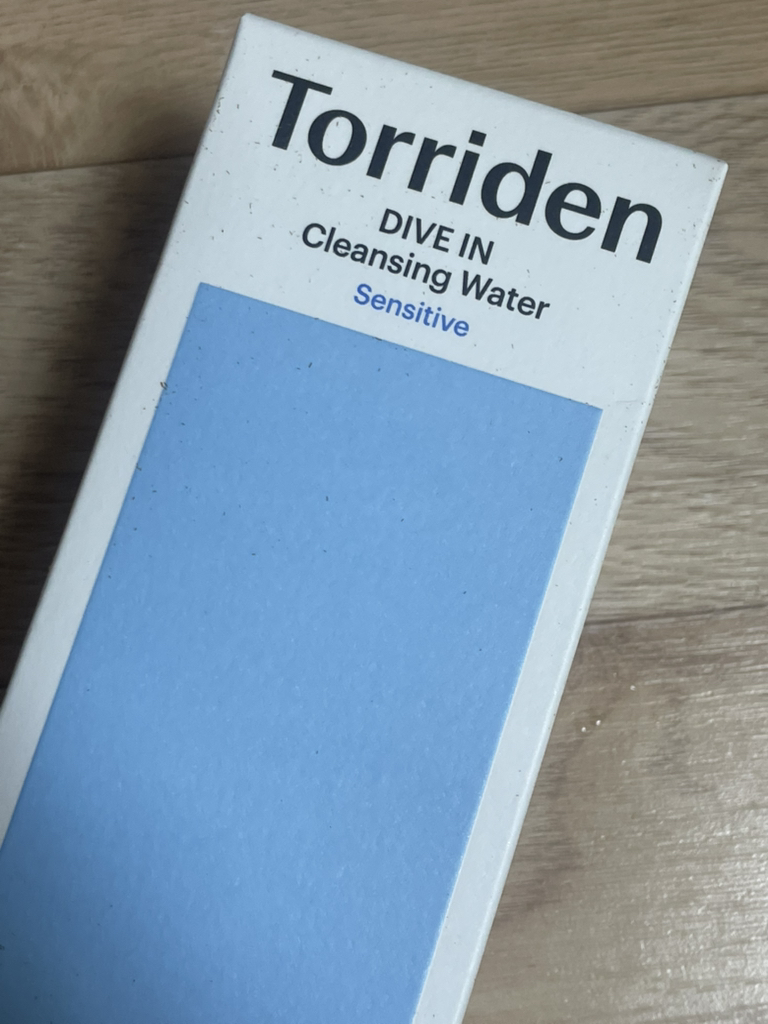 Torriden
DIVE IN
Cleansing Water
Sensitive